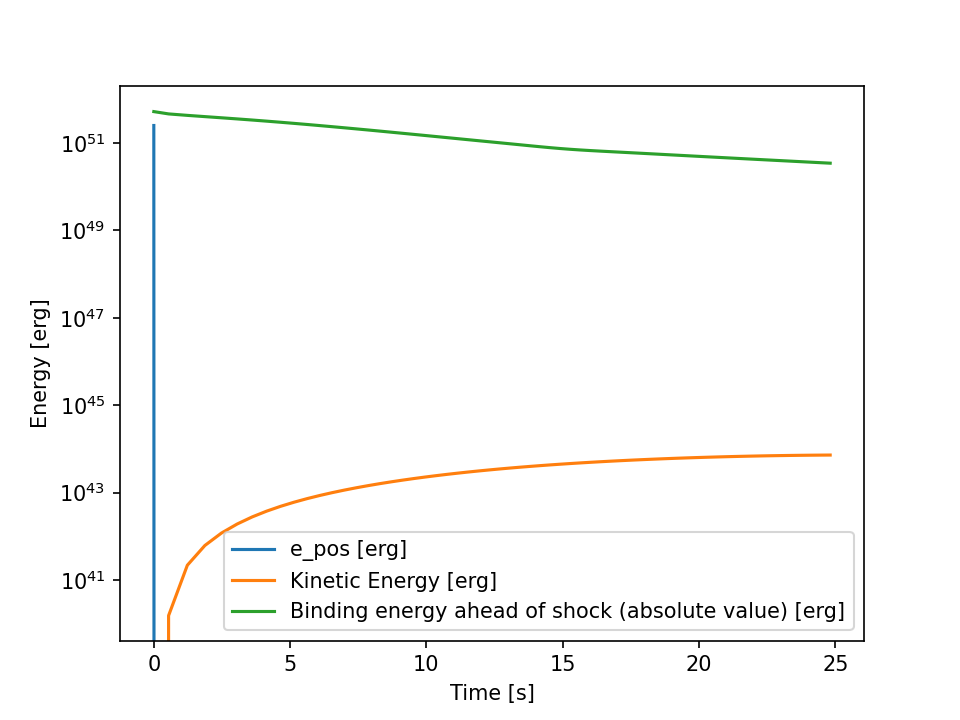 Energy [erg]
10^51
10^49
10^47
10^45
10^43
10^41
e_pos [erg]
Kinetic Energy [erg]
Binding energy ahead of shock (absolute value) [erg]
0 5 10 15 20 25
Time [s]